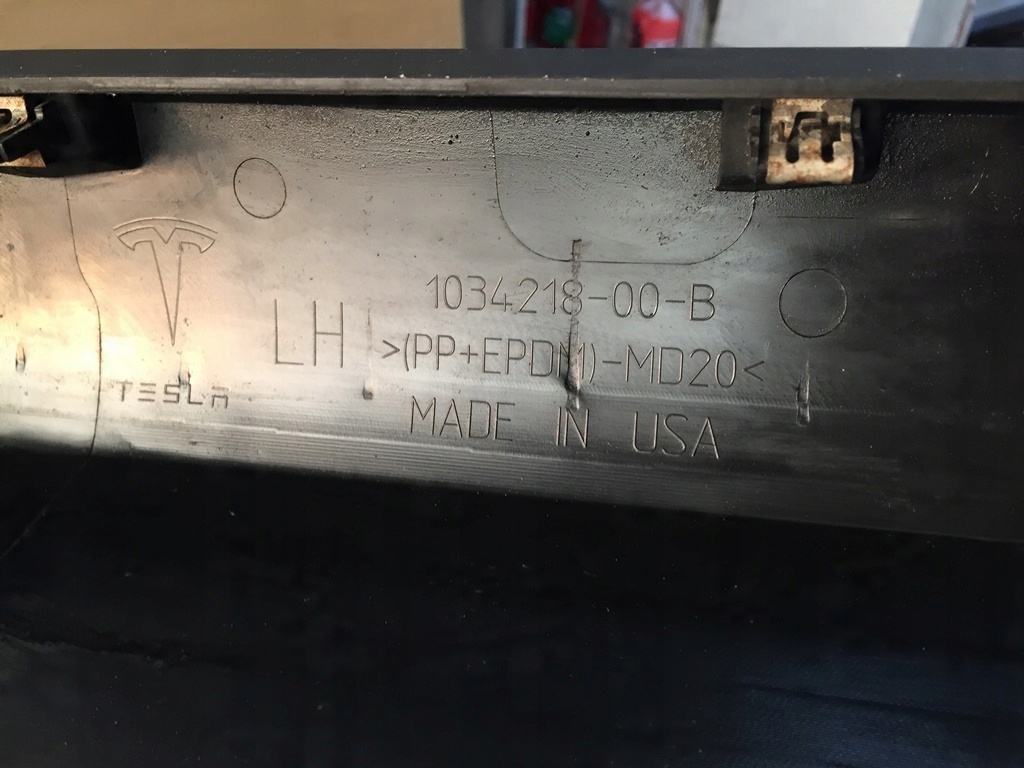 1034218-00-B
LH >(PP+EPDM)-MD20<
TESLA
MADE IN USA